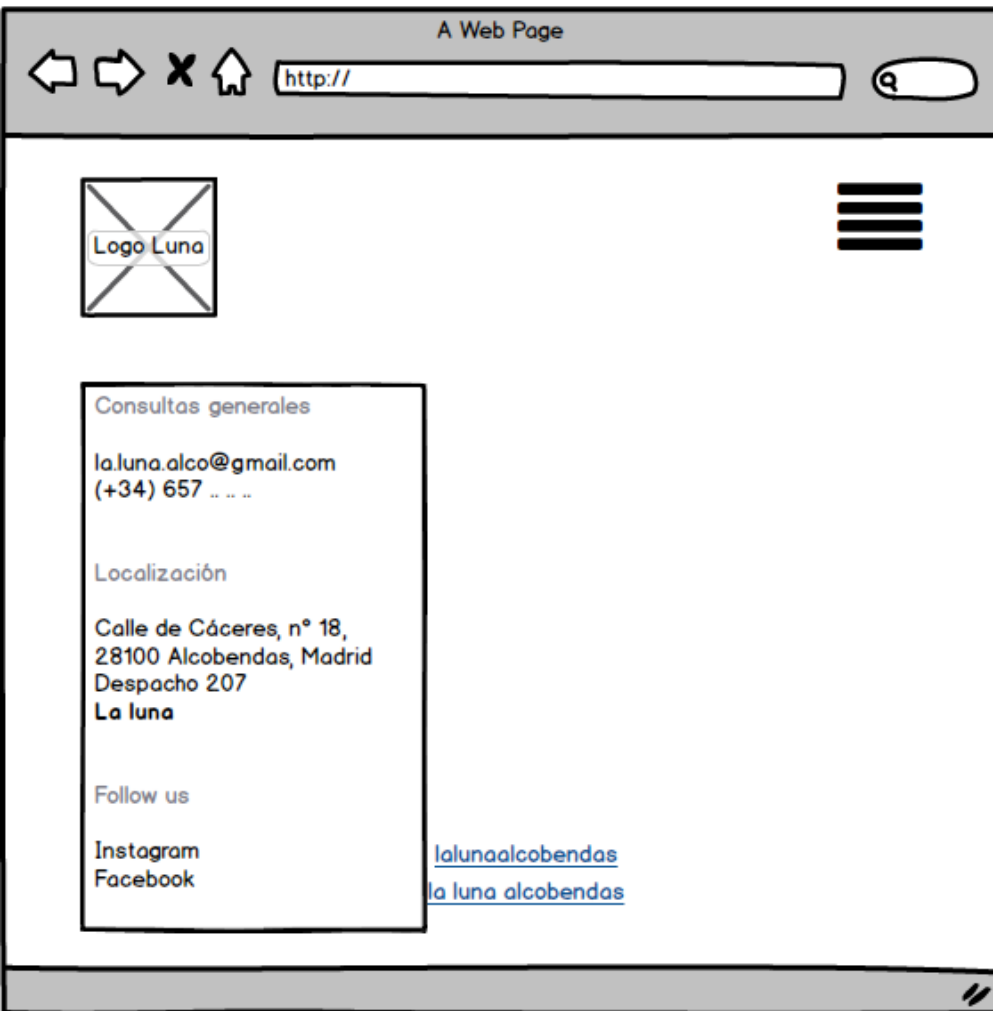 A Web Page
http://
Logo Luna
Consultas generales
la.luna.alco@gmail.com
(+34) 657 .. .. ..
Localización
Calle de Cáceres, nº 18,
28100 Alcobendas, Madrid
Despacho 207
La luna
Follow us
Instagram
lalunaalcobendas
Facebook
la luna alcobendas